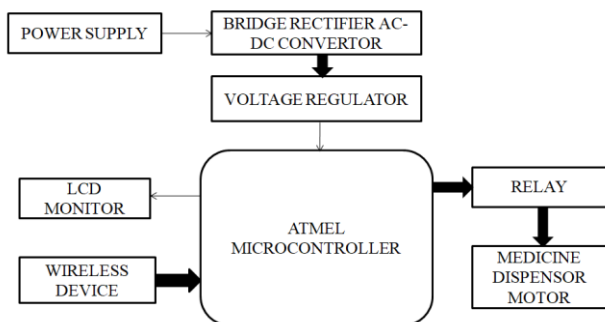 POWER SUPPLY
BRIDGE RECTIFIER AC-
DC CONVERTOR
VOLTAGE REGULATOR
LCD
MONITOR
ATMEL
MICROCONTROLLER
RELAY
WIRELESS
DEVICE
MEDICINE
DISPENSOR
MOTOR